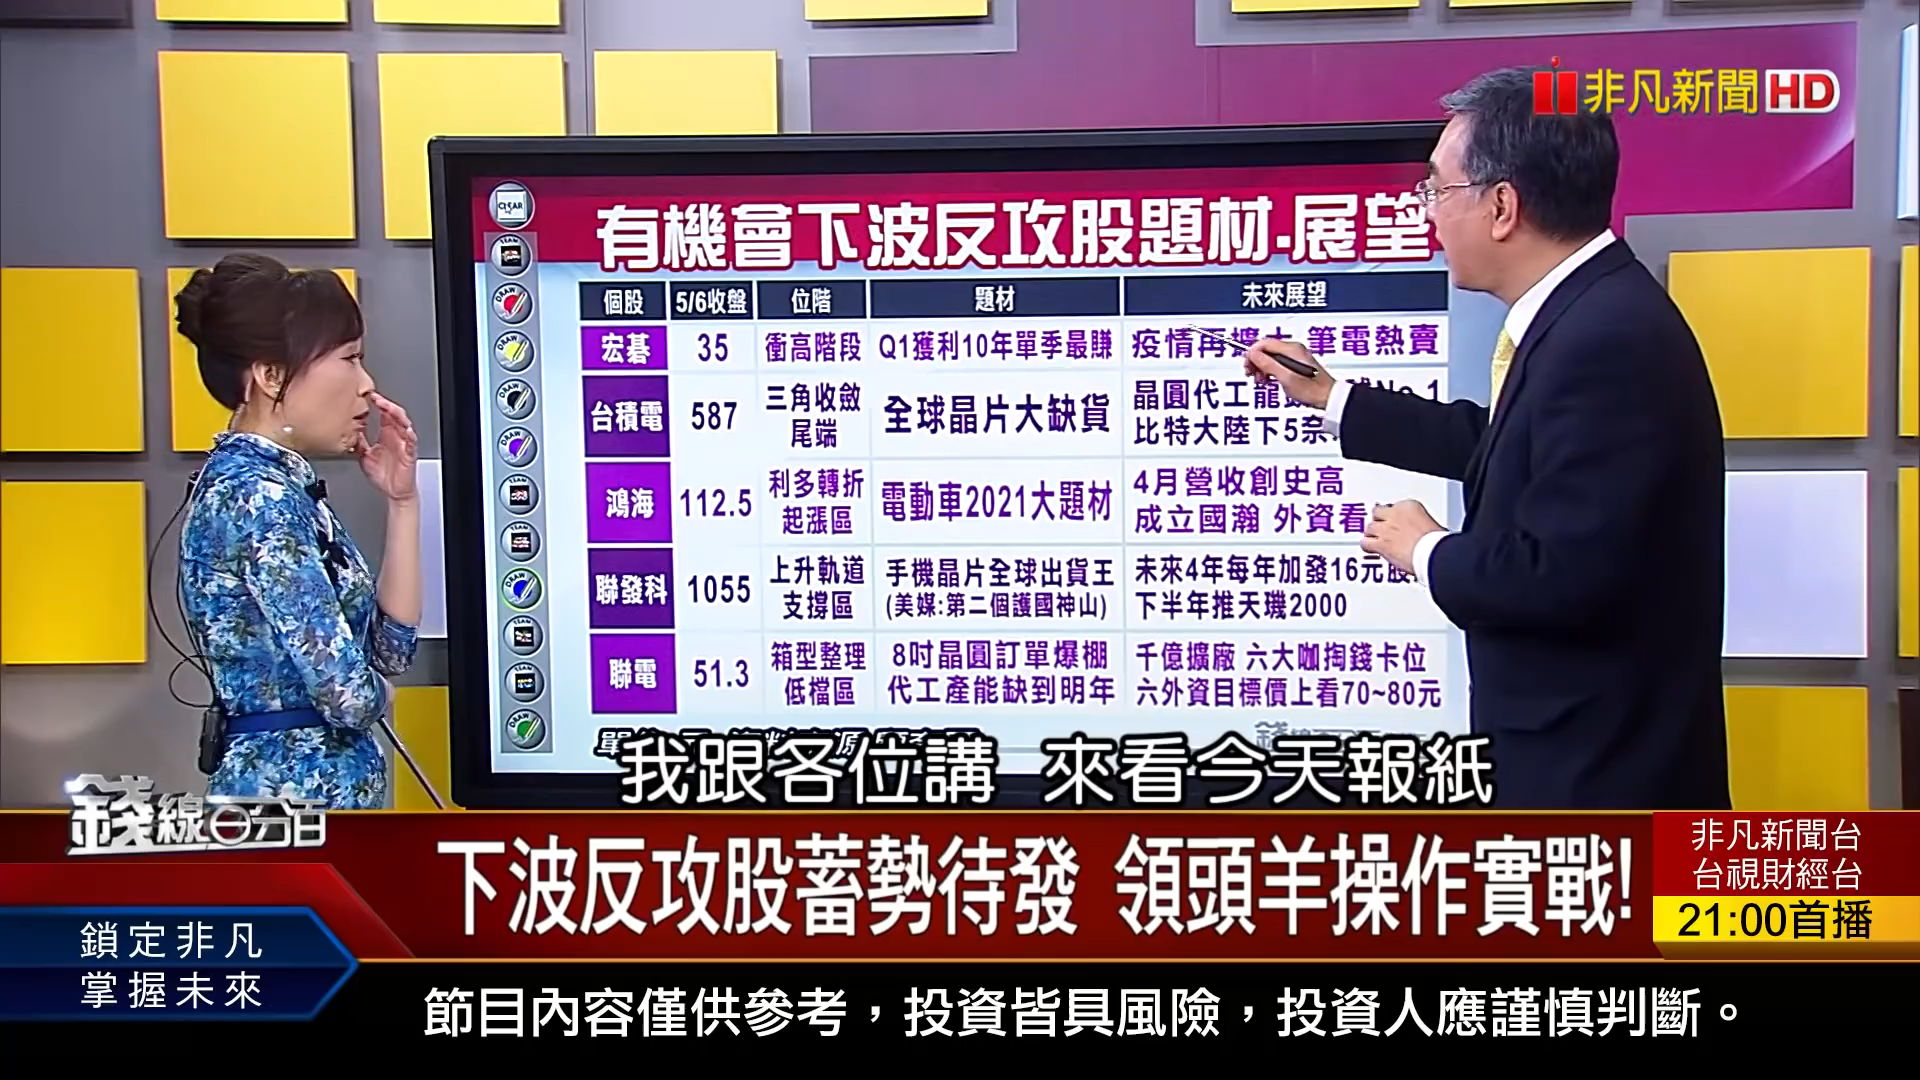 非凡新聞HD
CLEAR
有機會下波反攻股題材.展望
個股 5/6收盤 位階 題材 未來展望
宏碁 35 衝高階段 Q1獲利10年單季最賺 疫情再擴大 筆電熱賣
台積電 587 三角收斂 尾端 全球晶片大缺貨 晶圓代工龍 No.1
比特大陸下5奈
鴻海 112.5 利多轉折 起漲區 電動車2021大題材 4月營收創史高
成立國瀚 外資看
聯發科 1055 上升軌道 支撐區 手機晶片全球出貨王 (美媒:第二個護國神山) 未來4年每年加發16元股
下半年推天璣2000
聯電 51.3 箱型整理 低檔區 8吋晶圓訂單爆棚 代工產能缺到明年 千億擴廠 六大咖掏錢卡位
六外資目標價上看70~80元
我跟各位講 來看今天報紙
錢線百分百
下波反攻股蓄勢待發 領頭羊操作實戰!
非凡新聞台
台視財經台
21:00首播
鎖定非凡
掌握未來
節目內容僅供參考，投資皆具風險，投資人應謹慎判斷。